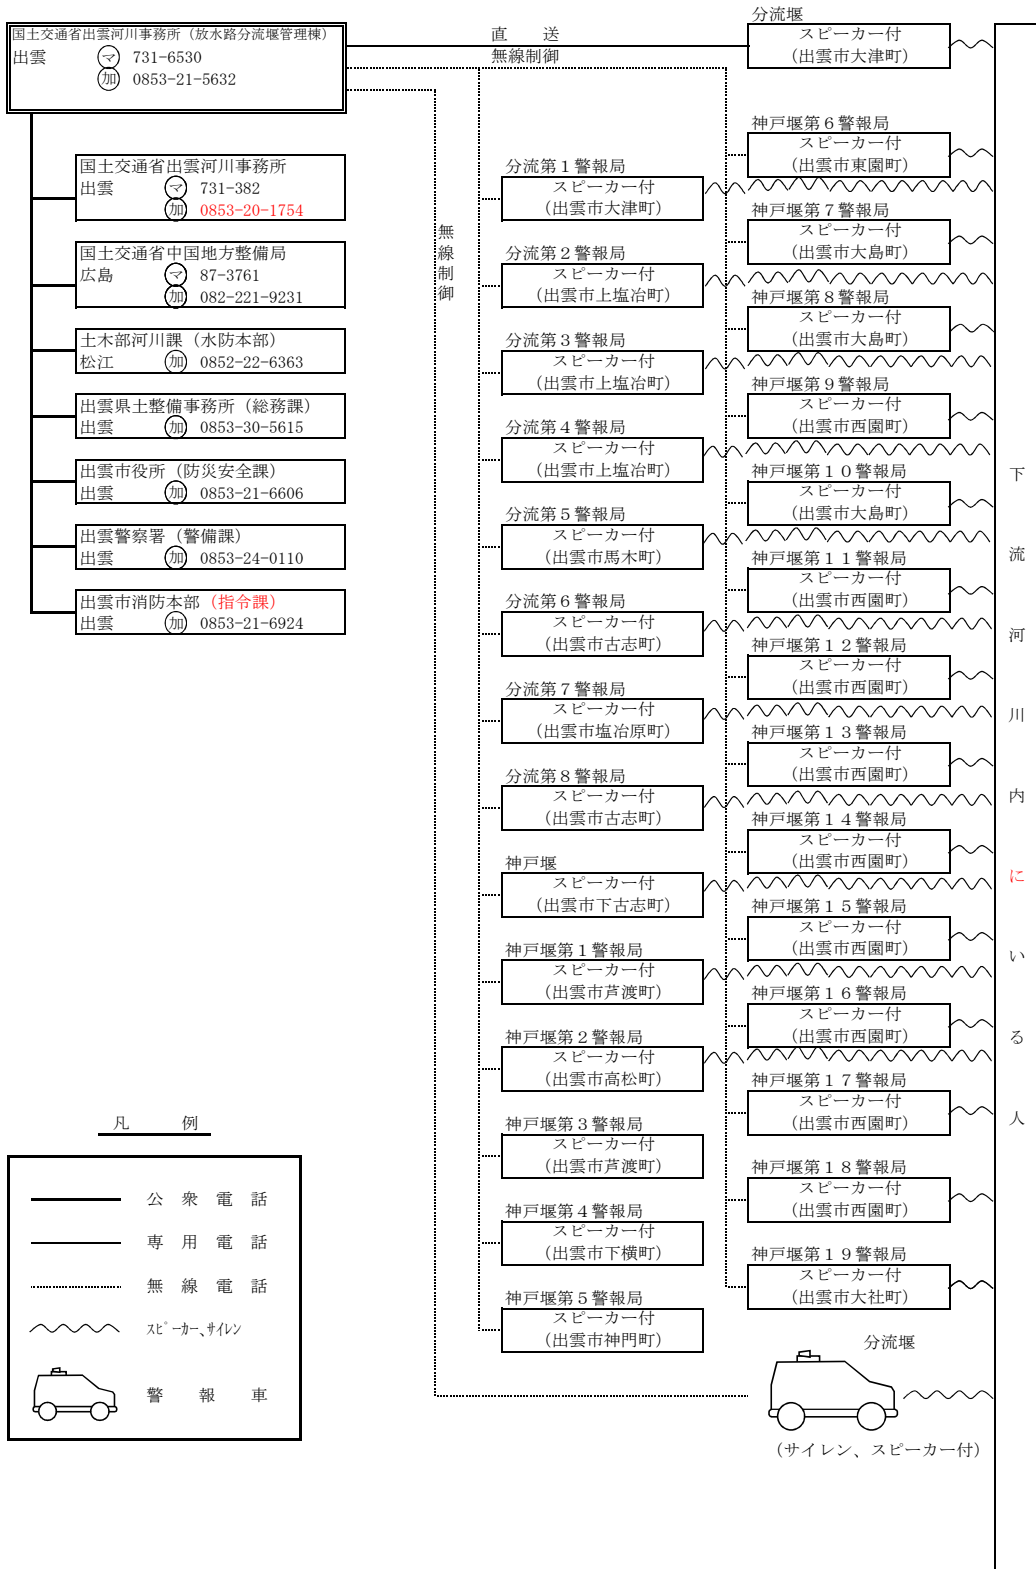 国土交通省出雲河川事務所（放水路分流堰管理棟）
出雲 マ 731-6530
加 0853-21-5632
国土交通省出雲河川事務所
出雲 マ 731-382
加 0853-20-1754
国土交通省中国地方整備局
広島 マ 87-3761
加 082-221-9231
土木部河川課（水防本部）
松江 加 0852-22-6363
出雲県土整備事務所（総務課）
出雲 加 0853-30-5615
出雲市役所（防災安全課）
出雲 加 0853-21-6606
出雲警察署（警備課）
出雲 加 0853-24-0110
出雲市消防本部（指令課）
出雲 加 0853-21-6924
直　送
無線制御
無線制御
分流第１警報局
スピーカー付
（出雲市大津町）
分流第２警報局
スピーカー付
（出雲市上塩冶町）
分流第３警報局
スピーカー付
（出雲市上塩冶町）
分流第４警報局
スピーカー付
（出雲市上塩冶町）
分流第５警報局
スピーカー付
（出雲市馬木町）
分流第６警報局
スピーカー付
（出雲市古志町）
分流第７警報局
スピーカー付
（出雲市塩冶原町）
分流第８警報局
スピーカー付
（出雲市古志町）
神戸堰
スピーカー付
（出雲市下古志町）
神戸堰第１警報局
スピーカー付
（出雲市芦渡町）
神戸堰第２警報局
スピーカー付
（出雲市高松町）
神戸堰第３警報局
スピーカー付
（出雲市芦渡町）
神戸堰第４警報局
スピーカー付
（出雲市下横町）
神戸堰第５警報局
スピーカー付
（出雲市神門町）
分流堰
スピーカー付
（出雲市大津町）
神戸堰第６警報局
スピーカー付
（出雲市東園町）
神戸堰第７警報局
スピーカー付
（出雲市大島町）
神戸堰第８警報局
スピーカー付
（出雲市大島町）
神戸堰第９警報局
スピーカー付
（出雲市西園町）
神戸堰第１０警報局
スピーカー付
（出雲市大島町）
神戸堰第１１警報局
スピーカー付
（出雲市西園町）
神戸堰第１２警報局
スピーカー付
（出雲市西園町）
神戸堰第１３警報局
スピーカー付
（出雲市西園町）
神戸堰第１４警報局
スピーカー付
（出雲市西園町）
神戸堰第１５警報局
スピーカー付
（出雲市西園町）
神戸堰第１６警報局
スピーカー付
（出雲市西園町）
神戸堰第１７警報局
スピーカー付
（出雲市西園町）
神戸堰第１８警報局
スピーカー付
（出雲市西園町）
神戸堰第１９警報局
スピーカー付
（出雲市大社町）
分流堰
（サイレン、スピーカー付）
下流河川内にいる人
凡　例
公衆電話
専用電話
無線電話
ｽﾋﾟｰｶｰ、ｻｲﾚﾝ
警報車